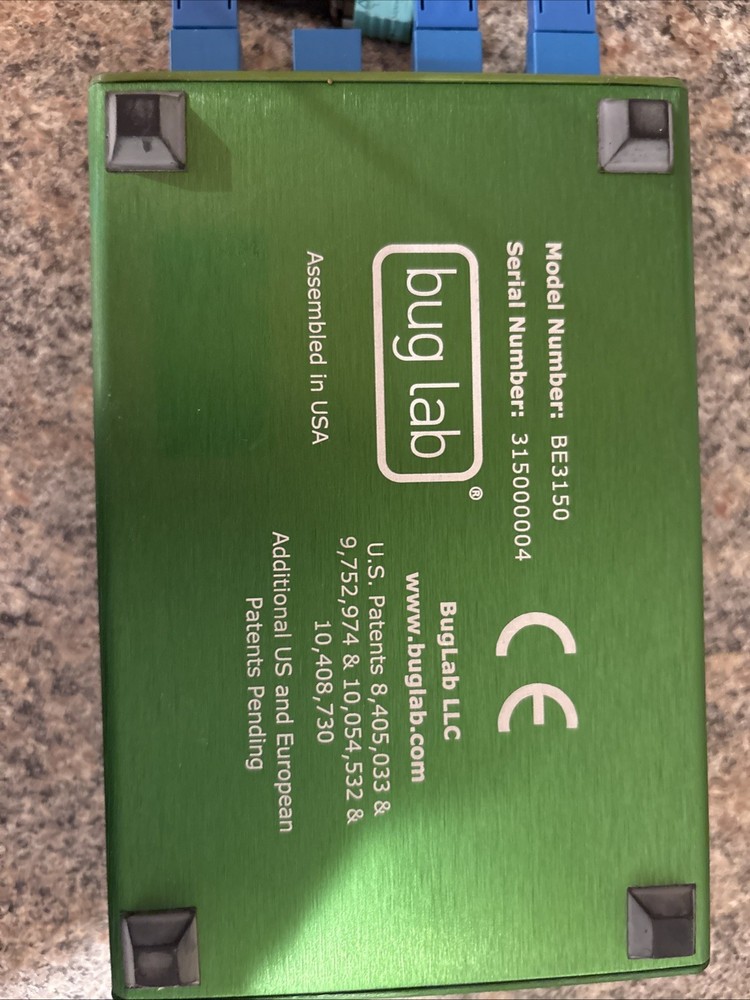 Model Number: BE3150
Serial Number: 315000004
bug lab®
Assembled in USA
CE
BugLab LLC
www.buglab.com
U.S. Patents 8,405,033 &
9,752,974 & 10,054,532 &
10,408,730
Additional US and European
Patents Pending